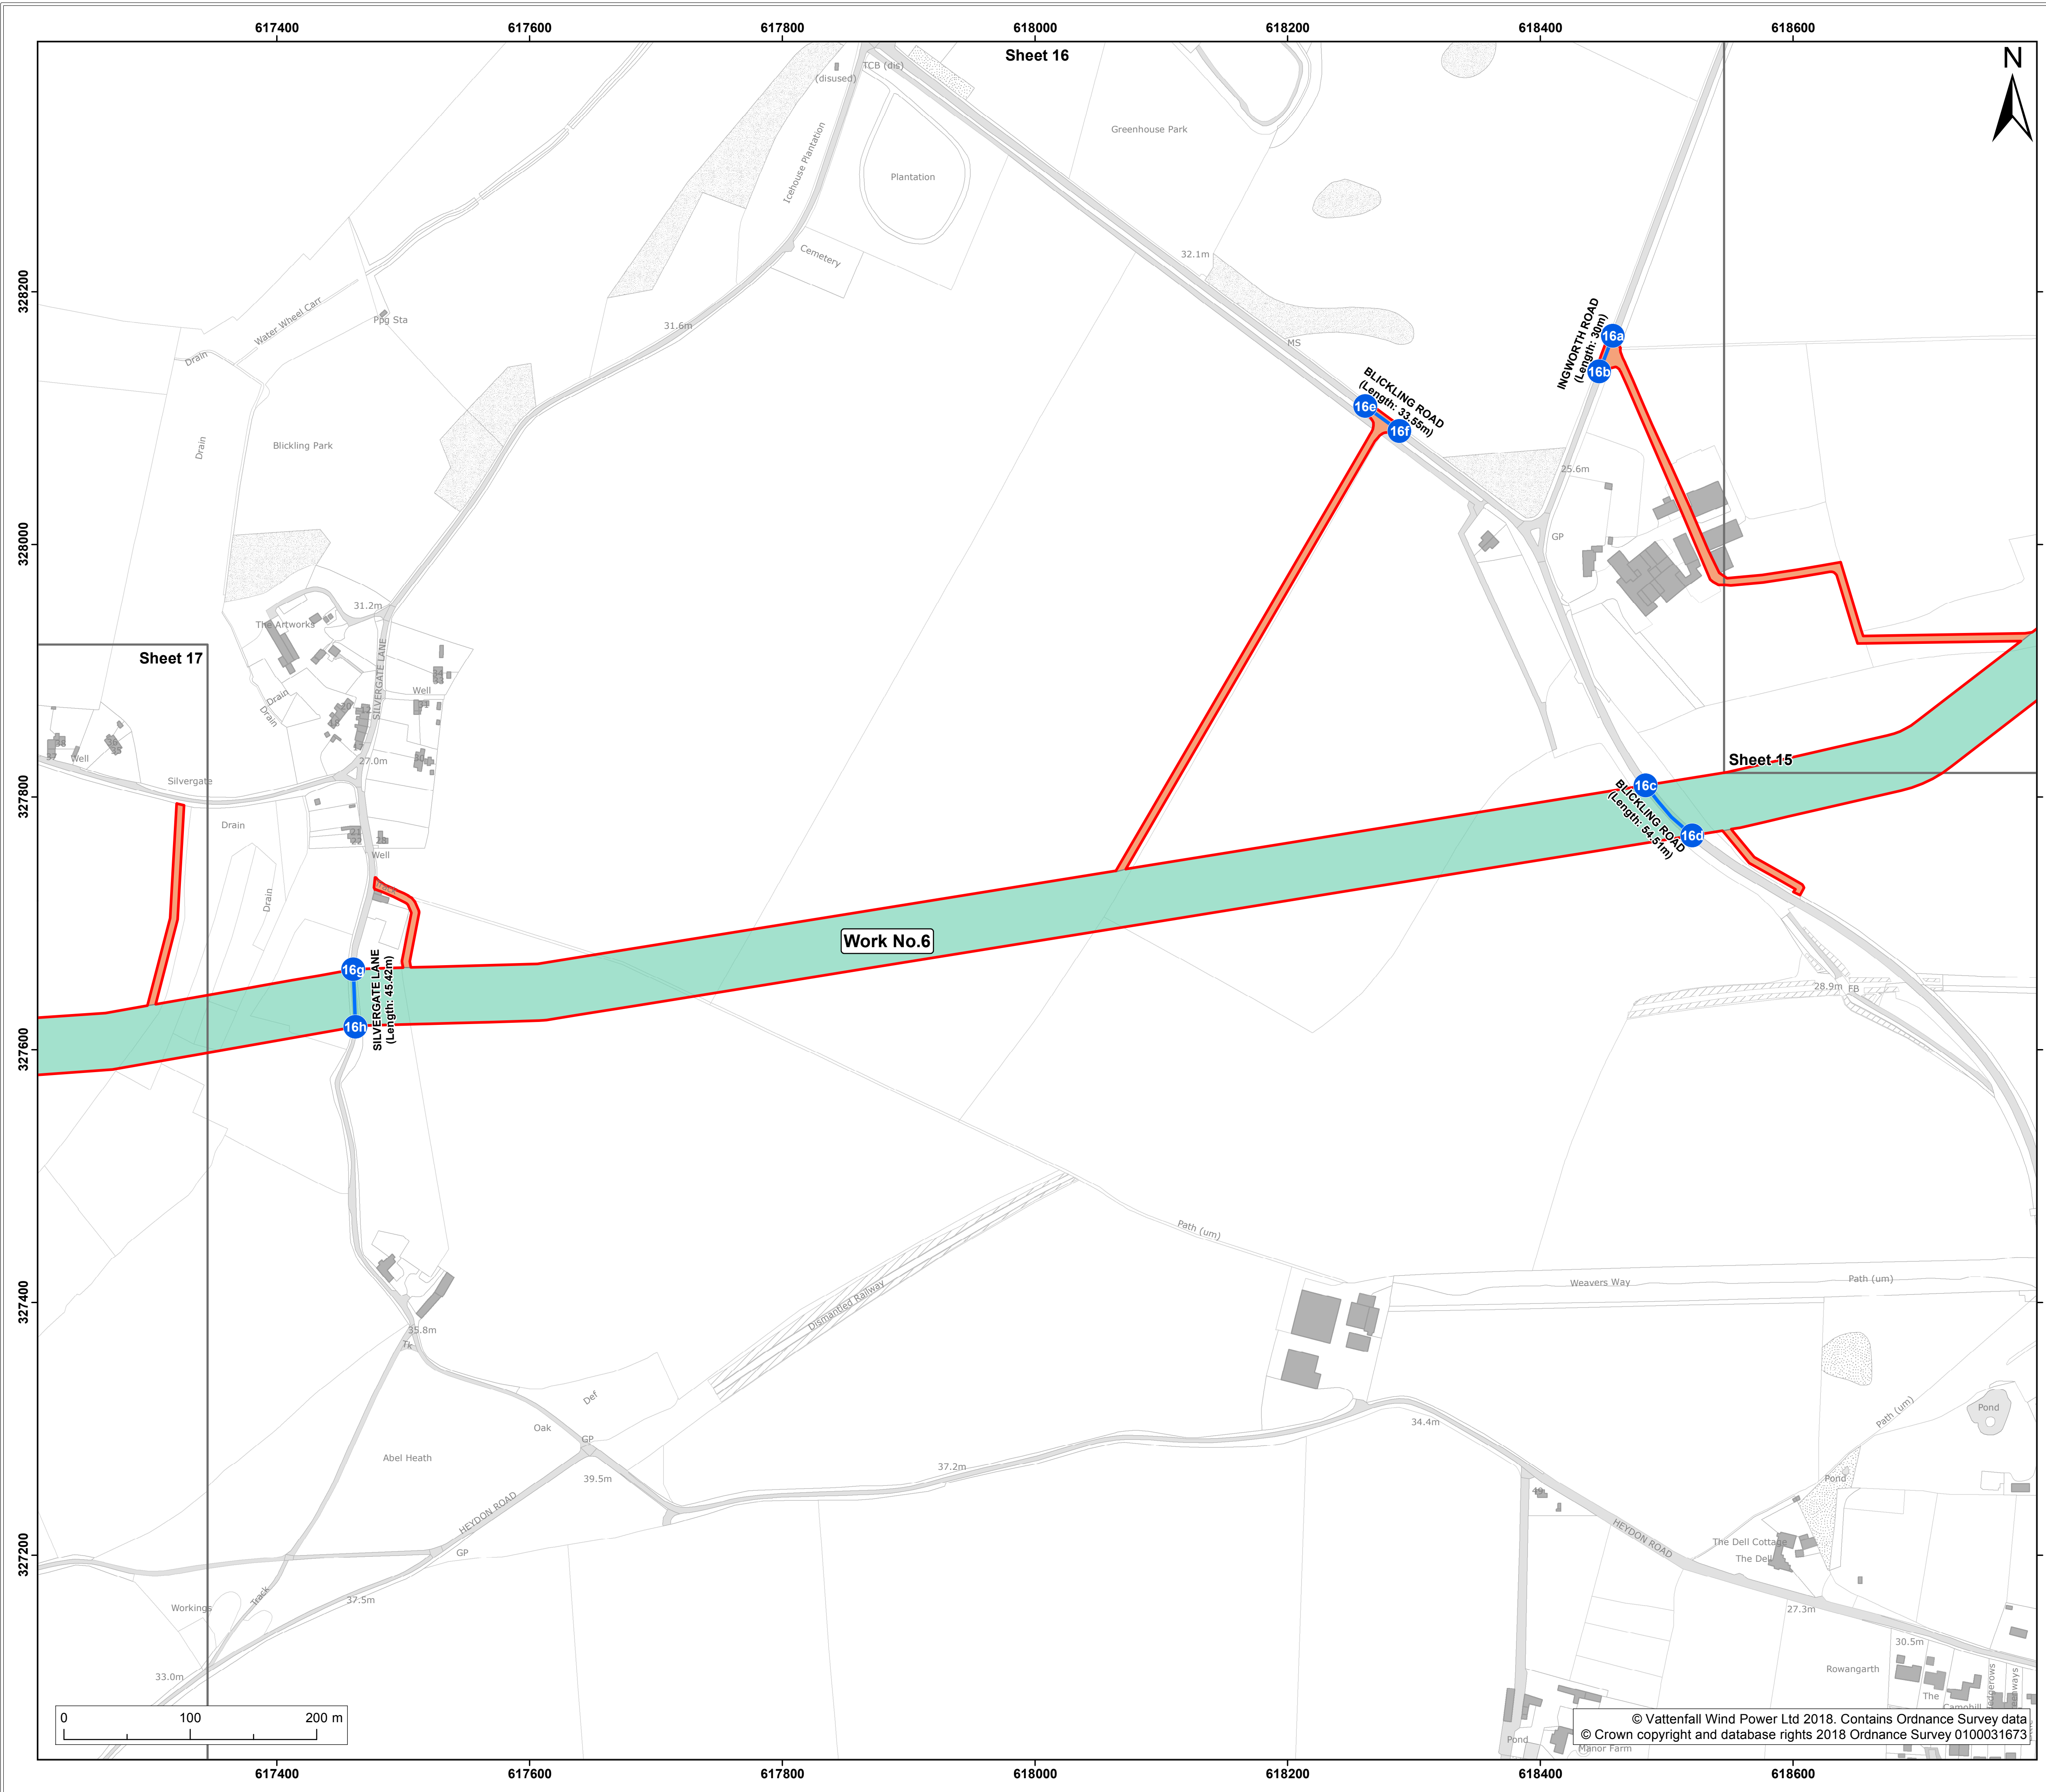 617400
617600
617800
618000
618200
618400
618600
Sheet 16
N
TCB (dis)
(disused)
Greenhouse Park
Icehouse Plantation
Plantation
Cemetery
32.1m
328200
Water Wheel Carr
Ppg Sta
31.6m
Drain
MS
INGWORTH ROAD
(Length: 30m)
16a
16b
BLICKLING ROAD
(Length: 33.55m)
16e
16f
Drain
Blickling Park
25.6m
328000
GP
31.2m
The Artworks
SILVERGATE LANE
Sheet 17
Well
Drain
Drain
Well
27.0m
Silvergate
Sheet 15
327800
16c
BLICKLING ROAD
(Length: 54.51m)
16d
Drain
Well
Drain
Work No.6
16g
SILVERGATE LANE
(Length: 45.42m)
16h
28.9m
FB
327600
Path (um)
Dismantled Railway
Weavers Way
Path (um)
327400
35.8m
Tk
Def
Oak
GP
Abel Heath
39.5m
37.2m
34.4m
Path (um)
Pond
Pond
HEYDON ROAD
GP
49
HEYDON ROAD
The Dell Cottage
The Dell
327200
Track
Workings
37.5m
27.3m
30.5m
Rowangarth
33.0m
The
0
100
200 m
Pond
Manor Farm
© Vattenfall Wind Power Ltd 2018. Contains Ordnance Survey data
© Crown copyright and database rights 2018 Ordnance Survey 0100031673
617400
617600
617800
618000
618200
618400
618600